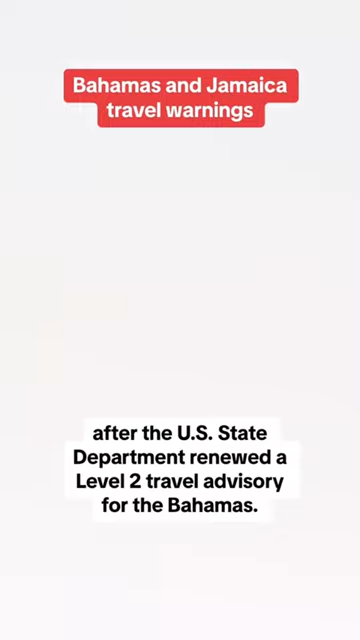 Bahamas and Jamaica
travel warnings
after the U.S. State
Department renewed a
Level 2 travel advisory
for the Bahamas.